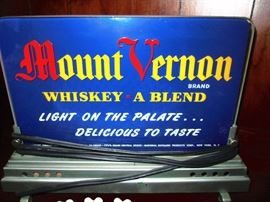 Mount Vernon
BRAND
WHISKEY - A BLEND
LIGHT ON THE PALATE...
DELICIOUS TO TASTE